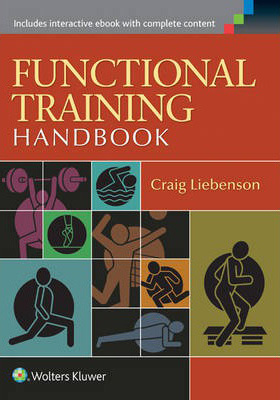 Includes interactive ebook with complete content
FUNCTIONAL
TRAINING
HANDBOOK
Craig Liebenson
Wolters Kluwer